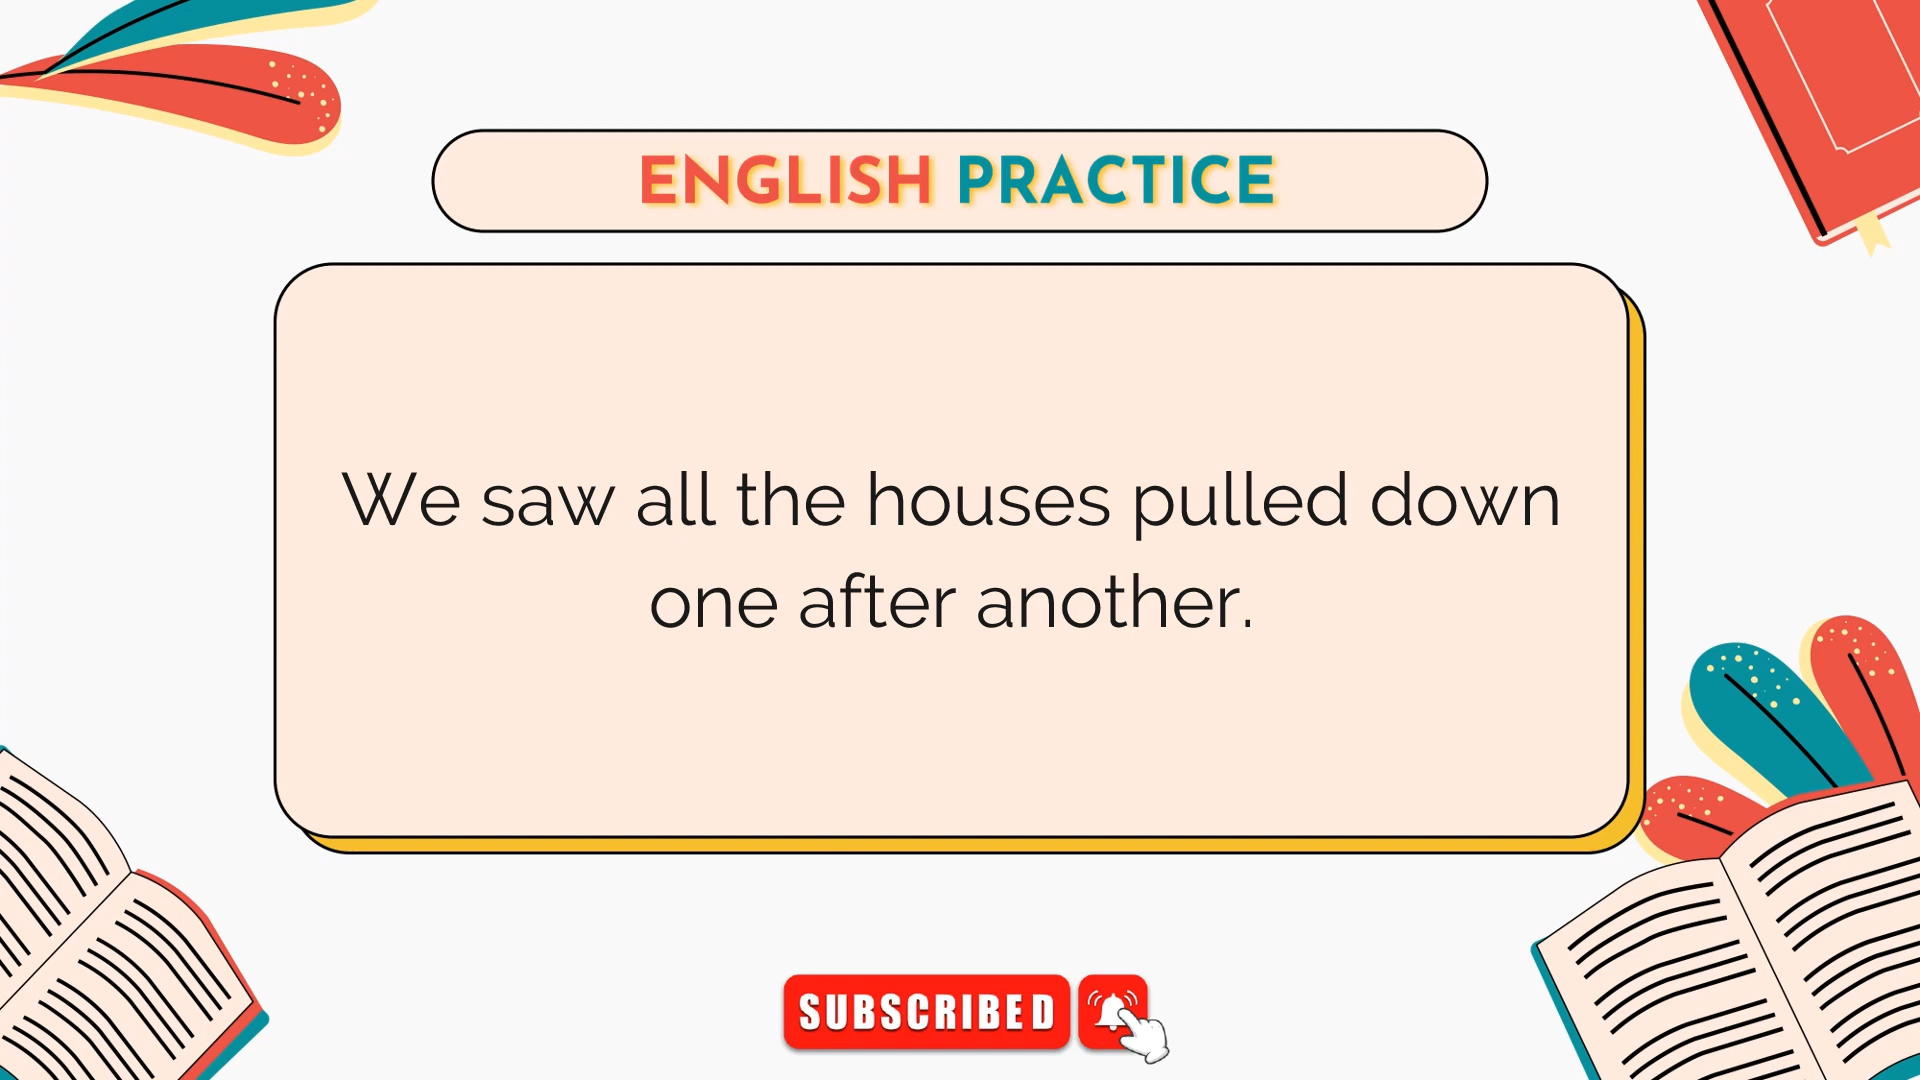 ENGLISH PRACTICE
We saw all the houses pulled down
one after another.
SUBSCRIBED